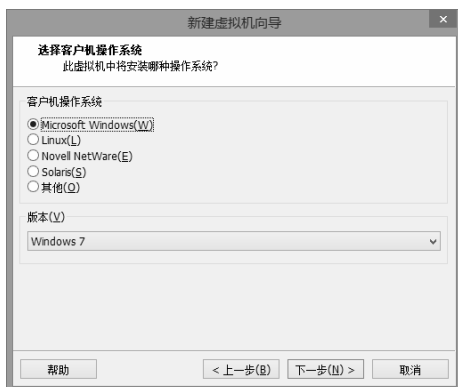 新建虚拟机向导
选择客户机操作系统
此虚拟机中将安装哪种操作系统?
客户机操作系统
Microsoft Windows(W)
Linux(L)
Novell NetWare(E)
Solaris(S)
其他(O)
版本(V)
Windows 7
帮助 < 上一步(B) 下一步(N) > 取消